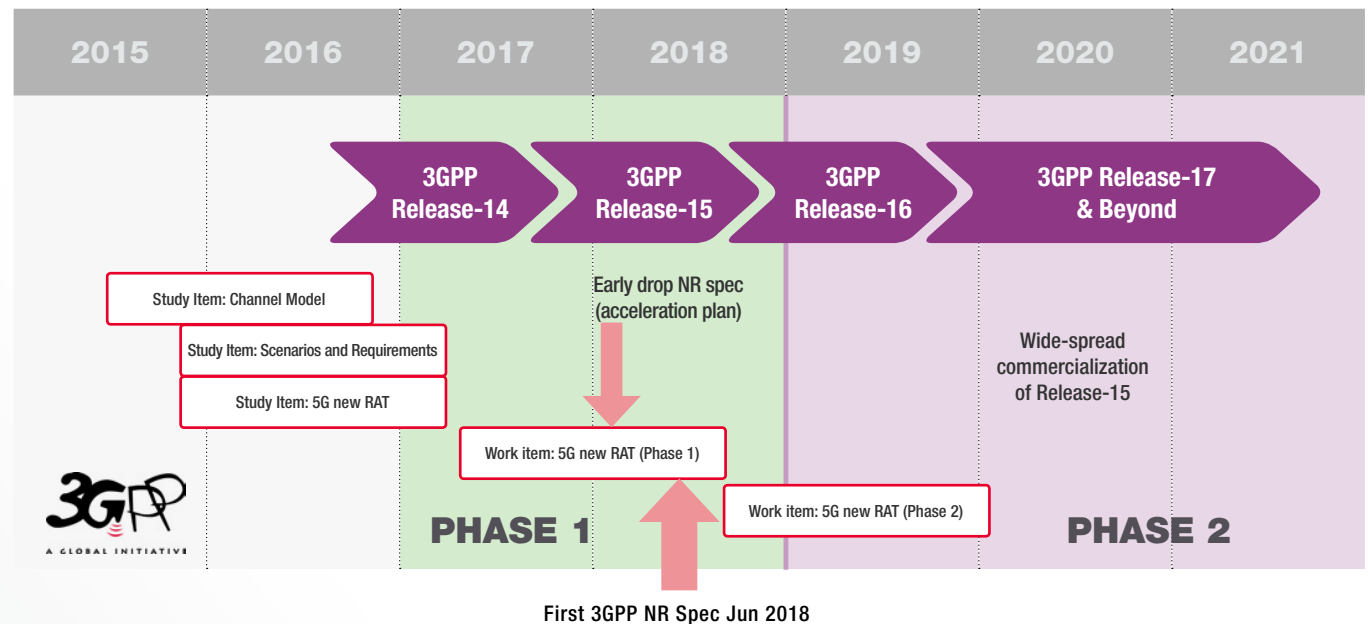 2015 2016 2017 2018 2019 2020 2021
3GPP
Release-14
3GPP
Release-15
3GPP
Release-16
3GPP Release-17
& Beyond
Study Item: Channel Model
Study Item: Scenarios and Requirements
Study Item: 5G new RAT
Early drop NR spec
(acceleration plan)
Work item: 5G new RAT (Phase 1)
Work item: 5G new RAT (Phase 2)
Wide-spread
commercialization
of Release-15
3GPP
A GLOBAL INITIATIVE
PHASE 1
PHASE 2
First 3GPP NR Spec Jun 2018